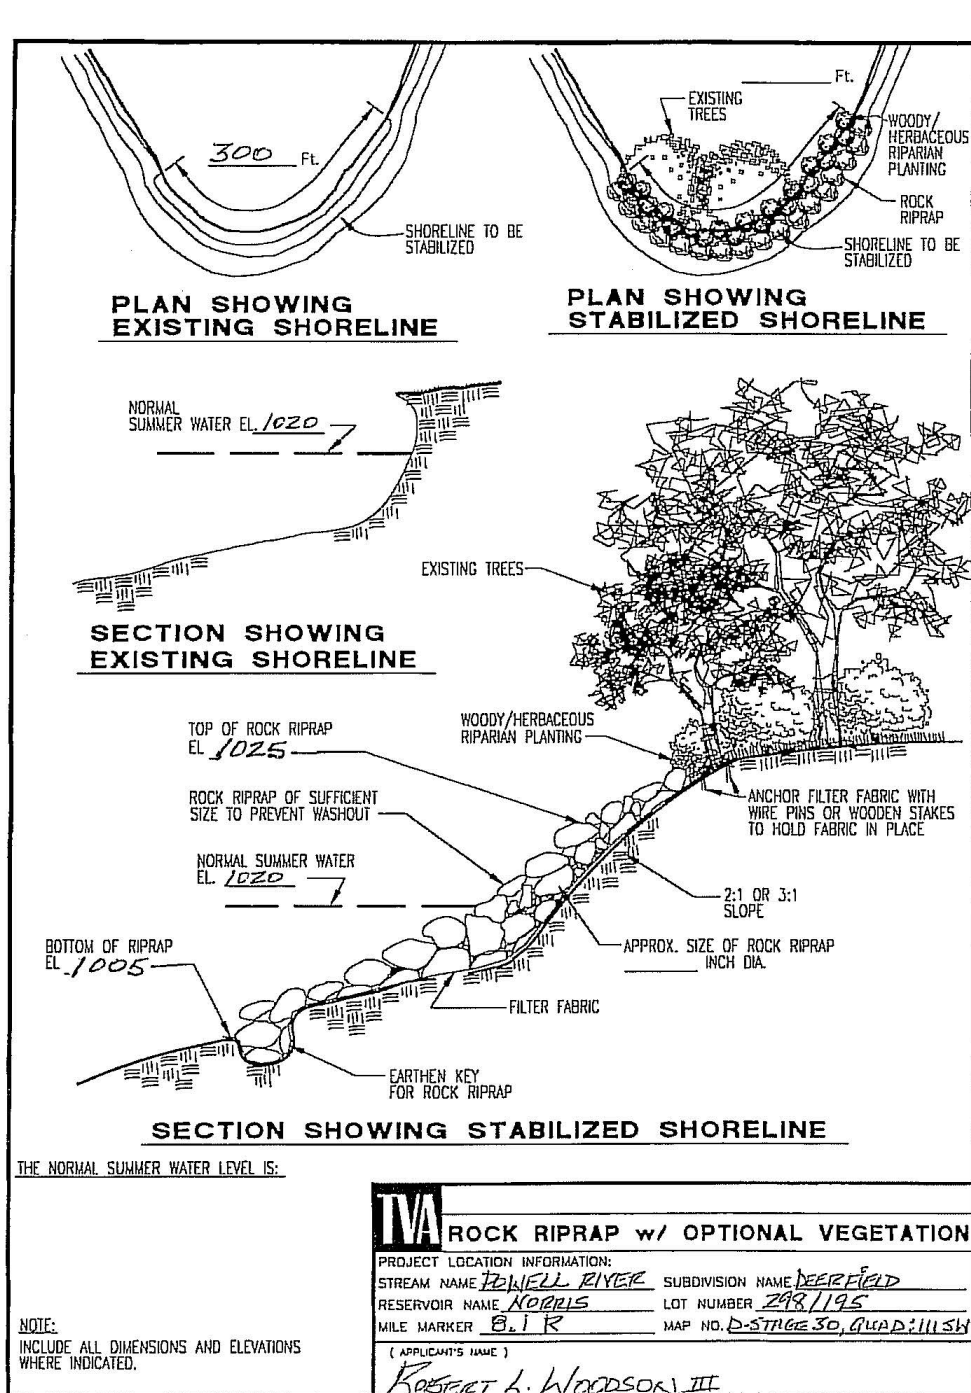 300 Ft.
SHORELINE TO BE
STABILIZED
PLAN SHOWING
EXISTING SHORELINE
Ft.
EXISTING
TREES
WOODY/
HERBACEOUS
RIPARIAN
PLANTING
ROCK
RIPRAP
SHORELINE TO BE
STABILIZED
PLAN SHOWING
STABILIZED SHORELINE
NORMAL
SUMMER WATER EL. 1020
SECTION SHOWING
EXISTING SHORELINE
EXISTING TREES
TOP OF ROCK RIPRAP
EL 1025
WOODY/HERBACEOUS
RIPARIAN PLANTING
ROCK RIPRAP OF SUFFICIENT
SIZE TO PREVENT WASHOUT
ANCHOR FILTER FABRIC WITH
WIRE PINS OR WOODEN STAKES
TO HOLD FABRIC IN PLACE
NORMAL SUMMER WATER
EL. 1020
2:1 OR 3:1
SLOPE
BOTTOM OF RIPRAP
EL 1005
APPROX. SIZE OF ROCK RIPRAP
INCH DIA.
FILTER FABRIC
EARTHEN KEY
FOR ROCK RIPRAP
SECTION SHOWING STABILIZED SHORELINE
THE NORMAL SUMMER WATER LEVEL IS:
TVA
ROCK RIPRAP w/ OPTIONAL VEGETATION
PROJECT LOCATION INFORMATION:
STREAM NAME POWELL RIVER SUBDIVISION NAME DEERFIELD
RESERVOIR NAME NORRIS LOT NUMBER 298/195
MILE MARKER 8.1 R MAP NO. D-STAGE 30, QUAD: 111 SW
NOTE:
INCLUDE ALL DIMENSIONS AND ELEVATIONS
WHERE INDICATED.
( APPLICANT'S NAME )
ROBERT L. WOODSON III